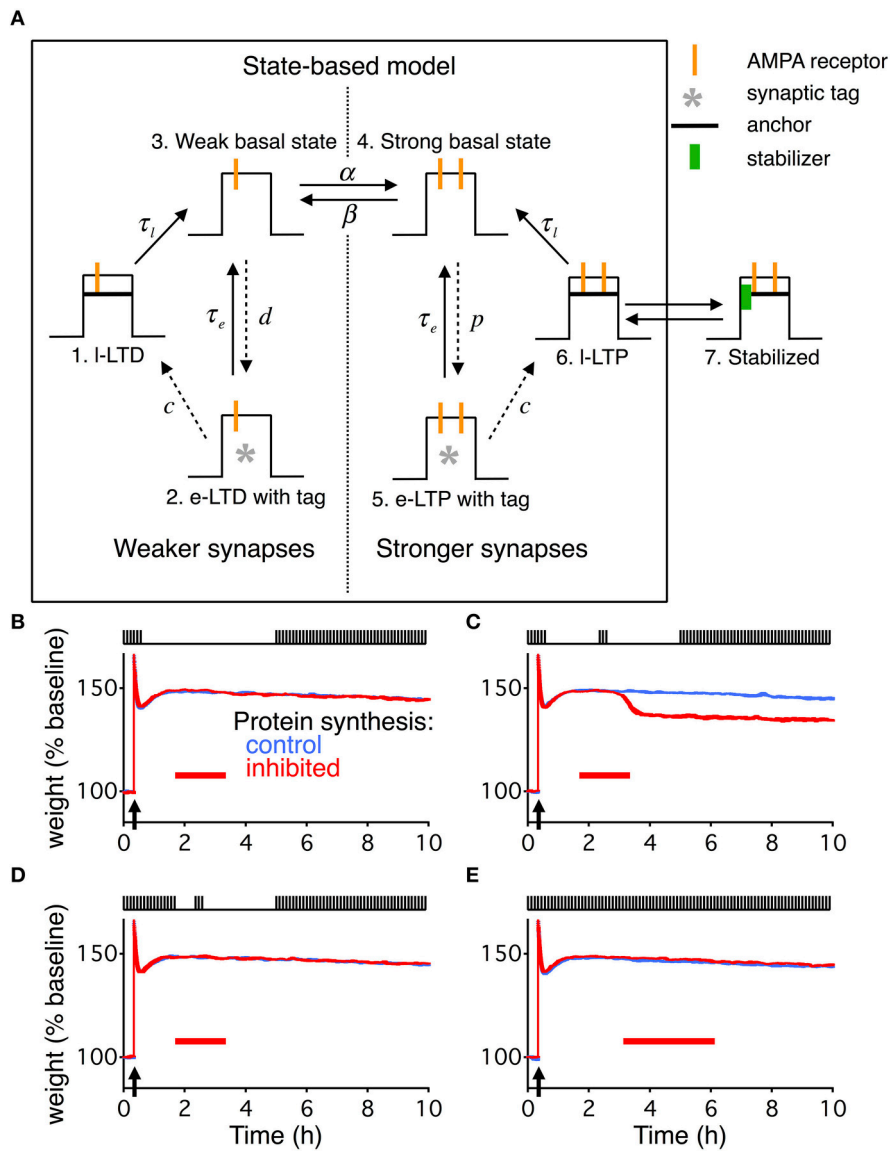 A
State-based model
AMPA receptor
* synaptic tag
anchor
stabilizer
3. Weak basal state
4. Strong basal state
α
β
τl
τl
τe
d
τe
p
1. l-LTD
6. l-LTP
7. Stabilized
c
c
*
*
2. e-LTD with tag
5. e-LTP with tag
Weaker synapses
Stronger synapses
B
weight (% baseline)
150
100
Protein synthesis:
control
inhibited
0 2 4 6 8 10
C
150
100
0 2 4 6 8 10
D
weight (% baseline)
150
100
0 2 4 6 8 10
Time (h)
E
150
100
0 2 4 6 8 10
Time (h)